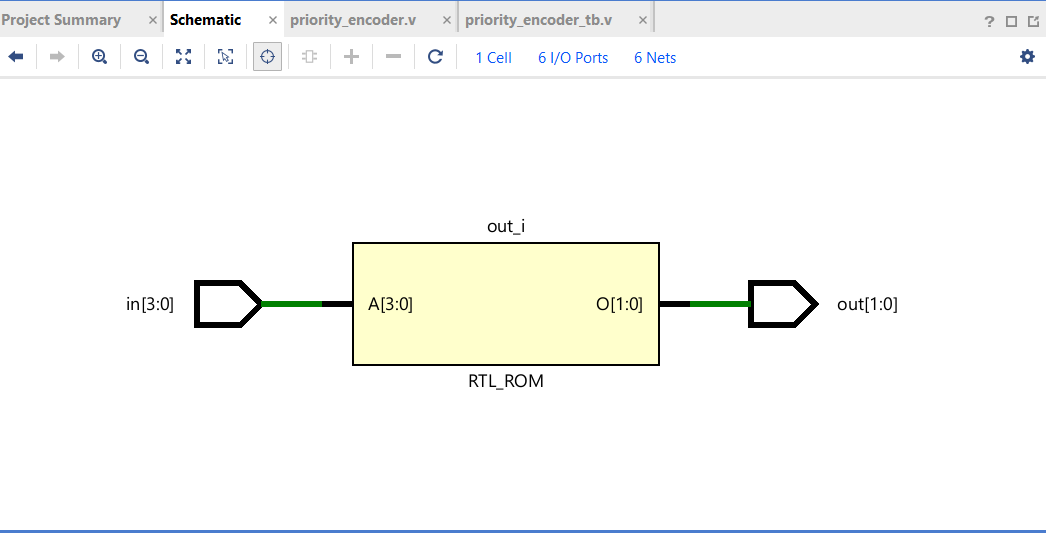 Project Summary × Schematic × priority_encoder.v × priority_encoder_tb.v × ?
1 Cell 6 I/O Ports 6 Nets
out_i
in[3:0] A[3:0] O[1:0] out[1:0]
RTL_ROM